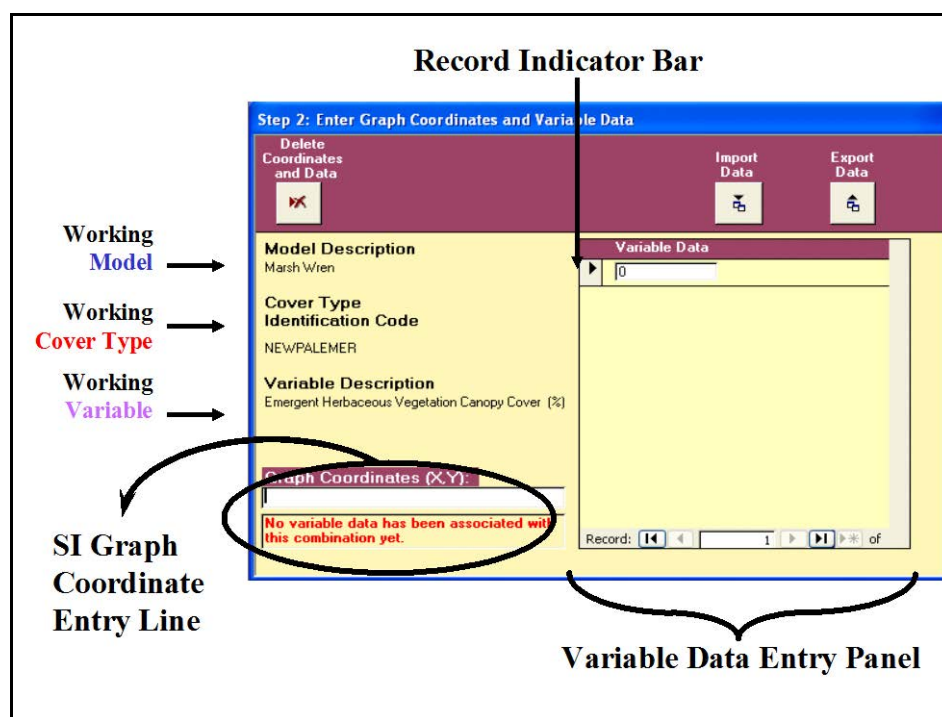 Record Indicator Bar
Step 2: Enter Graph Coordinates and Variable Data
Delete
Coordinates
and Data
Import
Data
Export
Data
Working
Model
Model Description
Marsh Wren
Variable Data
0
Working
Cover Type
Cover Type
Identification Code
NEWPALEMER
Working
Variable
Variable Description
Emergent Herbaceous Vegetation Canopy Cover (%)
Graph Coordinates (X,Y):
No variable data has been associated with
this combination yet.
Record: 1 of
SI Graph
Coordinate
Entry Line
Variable Data Entry Panel